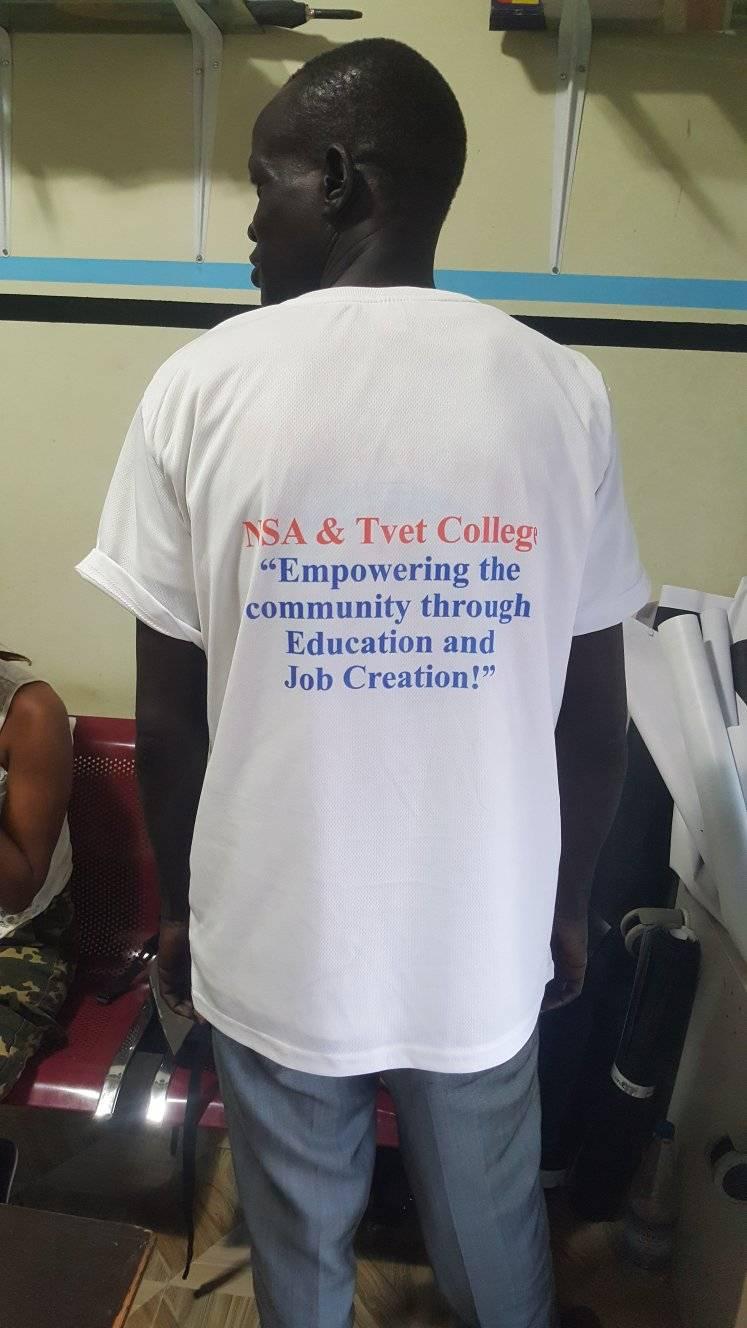 NSA & Tvet College
“Empowering the
community through
Education and
Job Creation!”